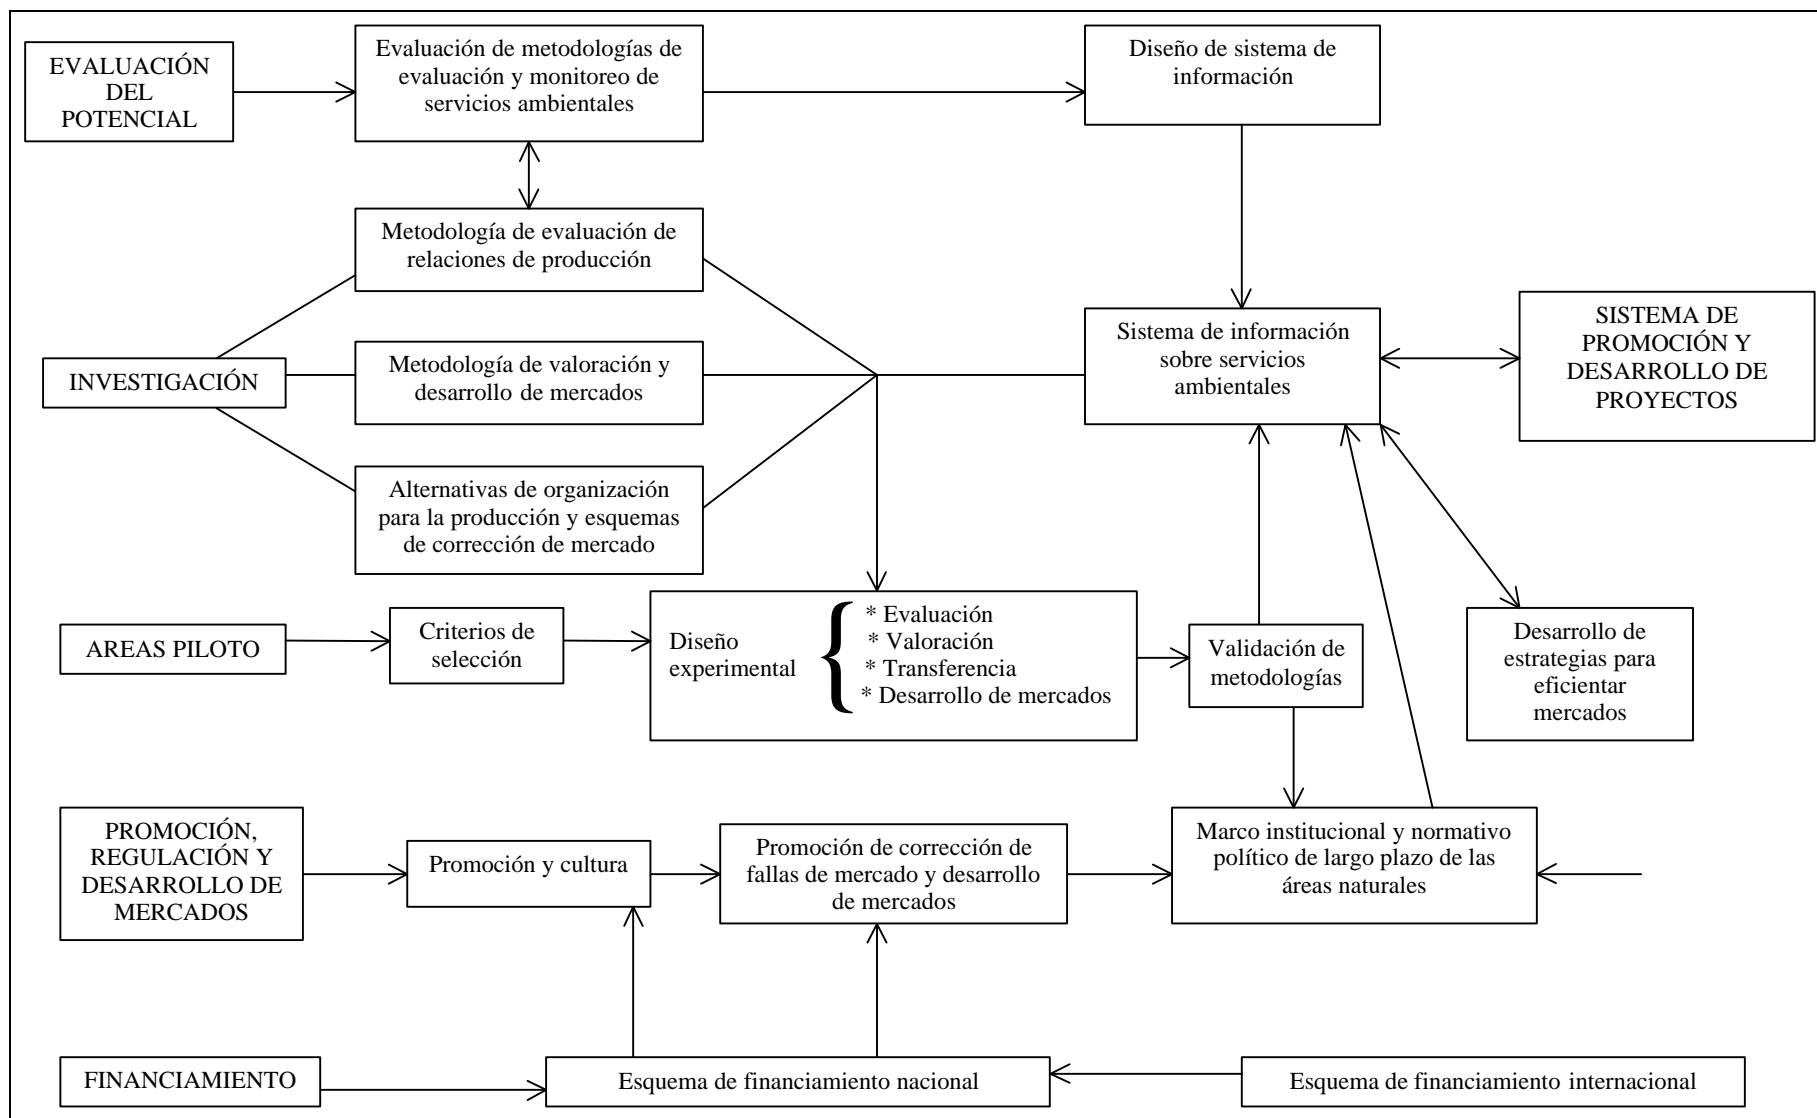 EVALUACIÓN
DEL
POTENCIAL
Evaluación de metodologías de
evaluación y monitoreo de
servicios ambientales
Diseño de sistema de
información
Metodología de evaluación de
relaciones de producción
INVESTIGACIÓN
Metodología de valoración y
desarrollo de mercados
Alternativas de organización
para la producción y esquemas
de corrección de mercado
Sistema de información
sobre servicios
ambientales
SISTEMA DE
PROMOCIÓN Y
DESARROLLO DE
PROYECTOS
AREAS PILOTO
Criterios de
selección
Diseño
experimental
* Evaluación
* Valoración
* Transferencia
* Desarrollo de mercados
Validación de
metodologías
Desarrollo de
estrategias para
eficientar
mercados
PROMOCIÓN,
REGULACIÓN Y
DESARROLLO DE
MERCADOS
Promoción y cultura
Promoción de corrección de
fallas de mercado y desarrollo
de mercados
Marco institucional y normativo
político de largo plazo de las
áreas naturales
FINANCIAMIENTO
Esquema de financiamiento nacional
Esquema de financiamiento internacional